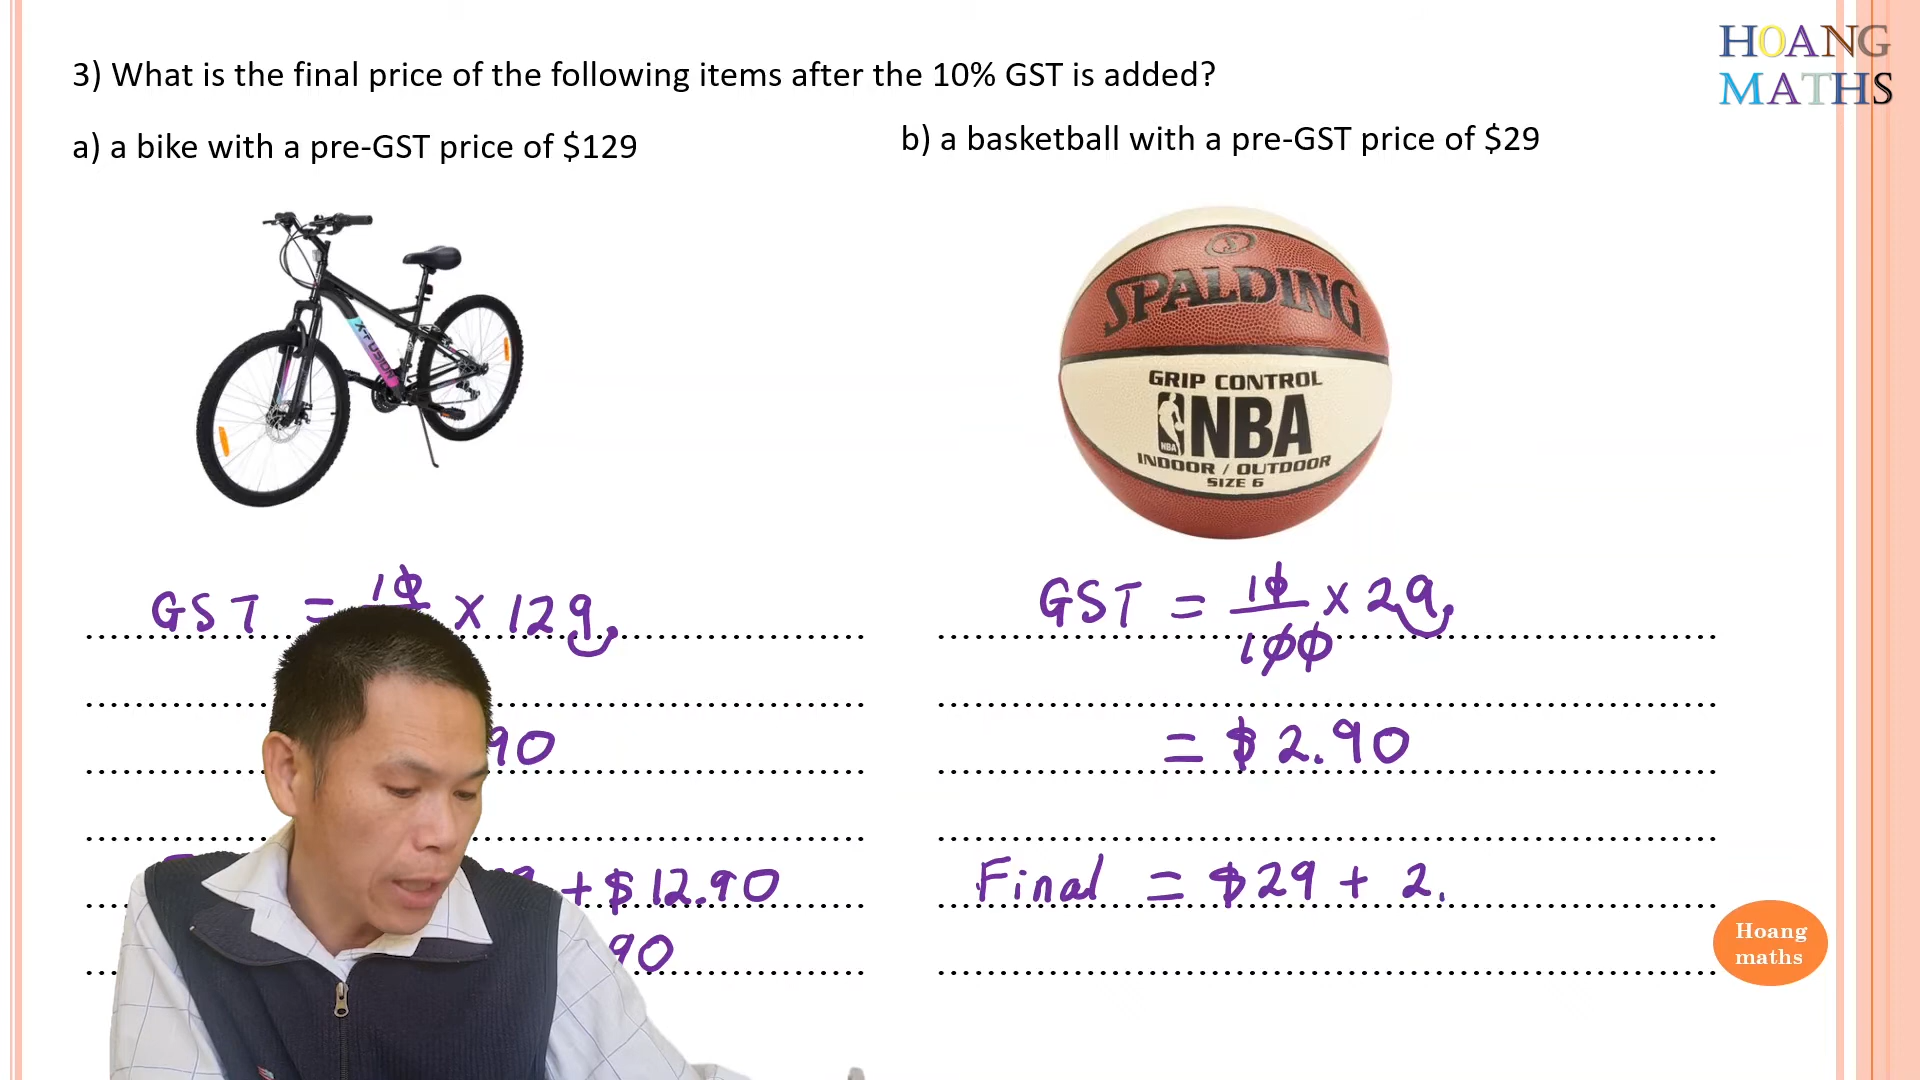 HOANG
MATHS
3) What is the final price of the following items after the 10% GST is added?
a) a bike with a pre-GST price of $129
b) a basketball with a pre-GST price of $29
X-FUSION
SPALDING
GRIP CONTROL
NBA
NBA
INDOOR / OUTDOOR
SIZE 6
GST = 10 × 129.
90
+ $12.90
90
GST = 10/100 × 29.
= $2.90
Final = $29 + 2.
Hoang
maths